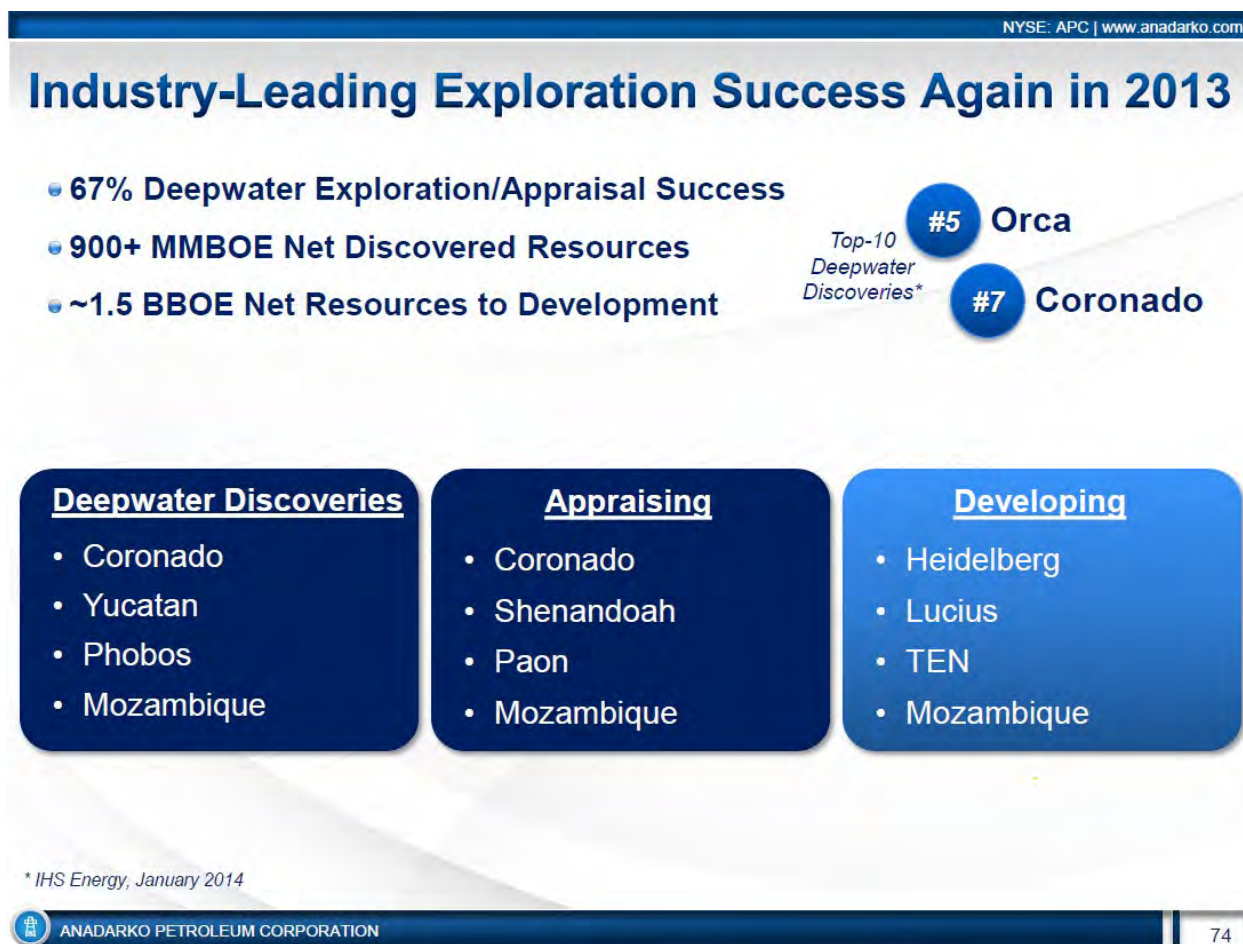 NYSE: APC | www.anadarko.com
Industry-Leading Exploration Success Again in 2013
67% Deepwater Exploration/Appraisal Success
900+ MMBOE Net Discovered Resources
~1.5 BBOE Net Resources to Development
Top-10
Deepwater
Discoveries*
#5 Orca
#7 Coronado
Deepwater Discoveries
• Coronado
• Yucatan
• Phobos
• Mozambique
Appraising
• Coronado
• Shenandoah
• Paon
• Mozambique
Developing
• Heidelberg
• Lucius
• TEN
• Mozambique
* IHS Energy, January 2014
ANADARKO PETROLEUM CORPORATION
74